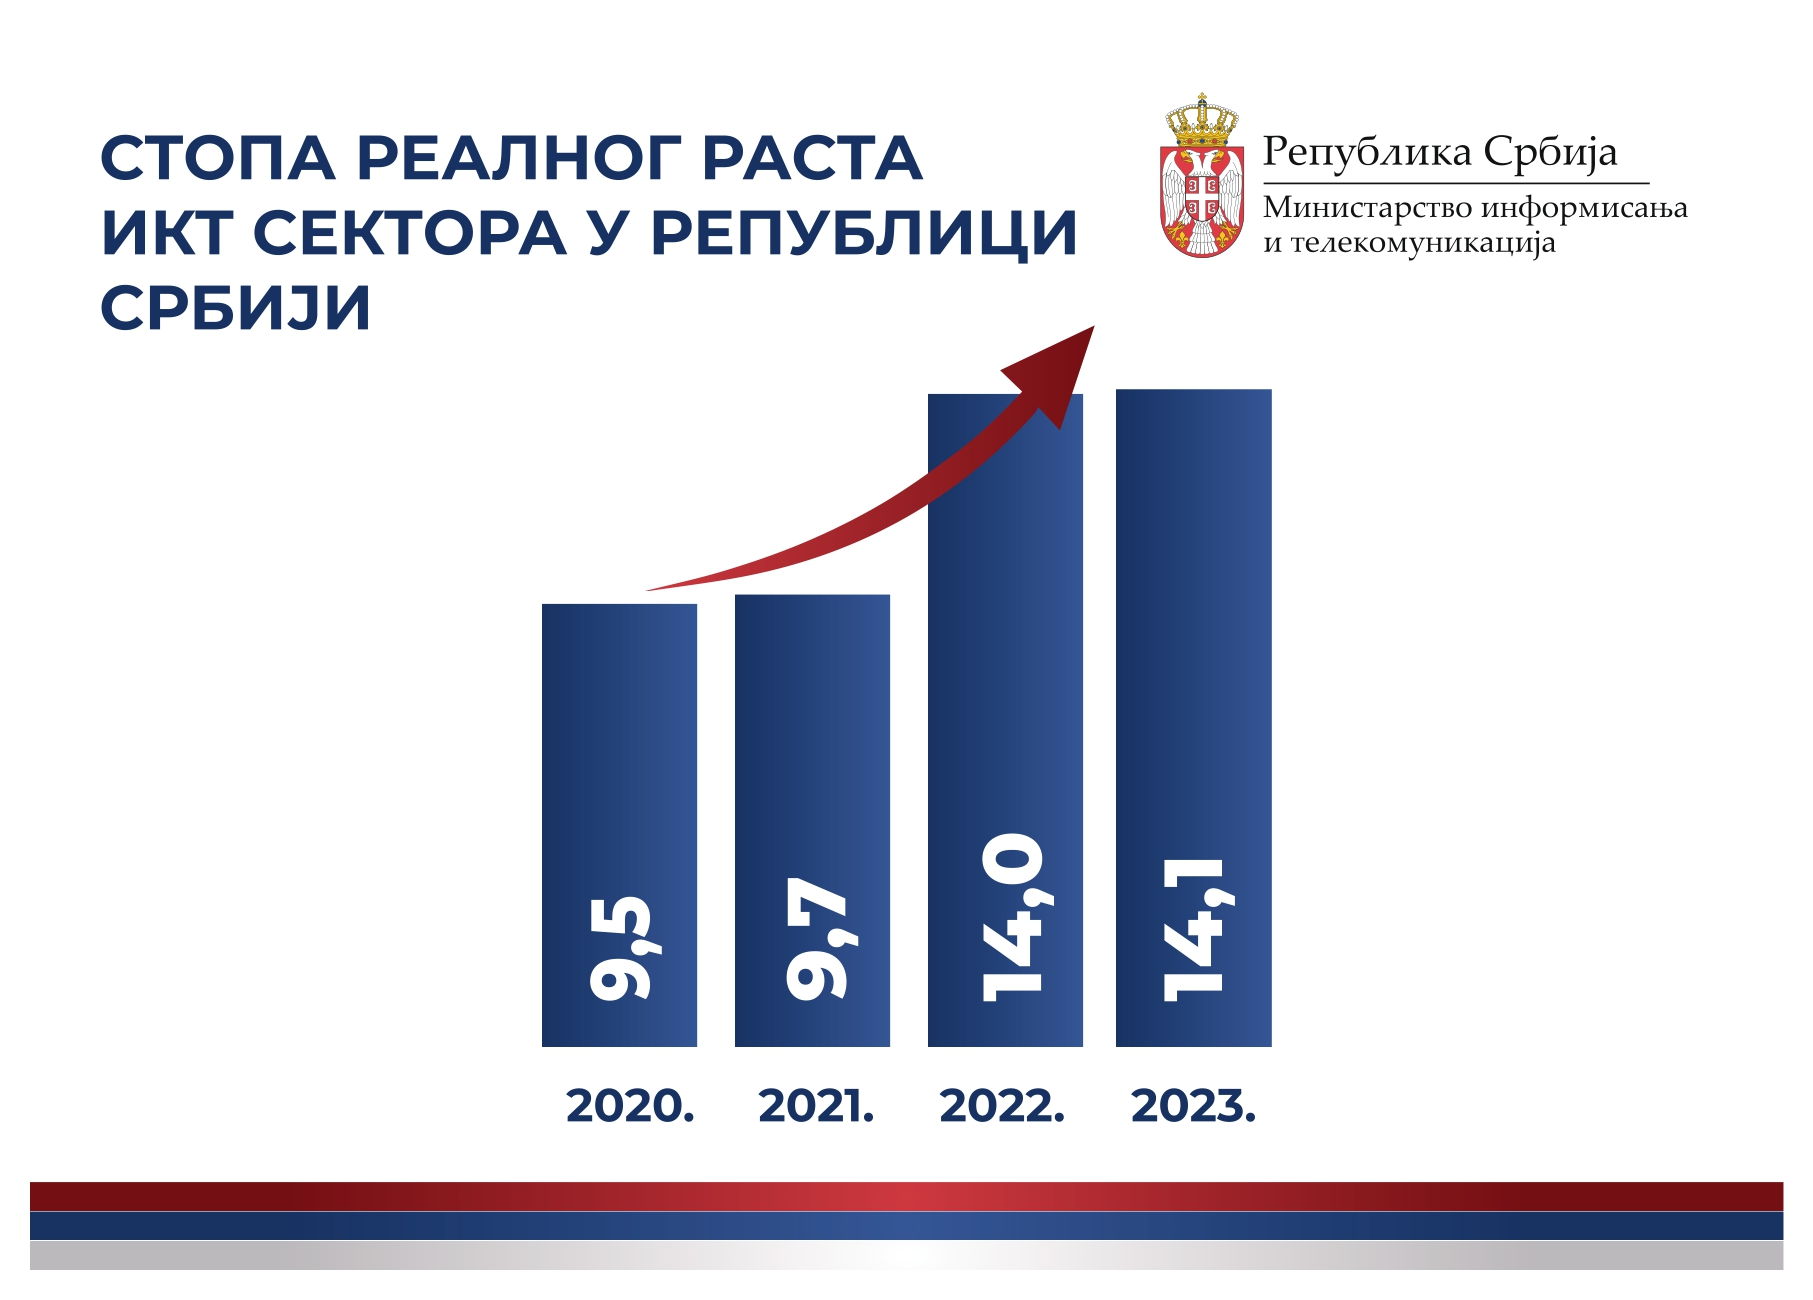 СТОПА РЕАЛНОГ РАСТА
ИКТ СЕКТОРА У РЕПУБЛИЦИ
СРБИЈИ
Република Србија
Министарство информисања
и телекомуникација
9,5
9,7
14,0
14,1
2020.
2021.
2022.
2023.